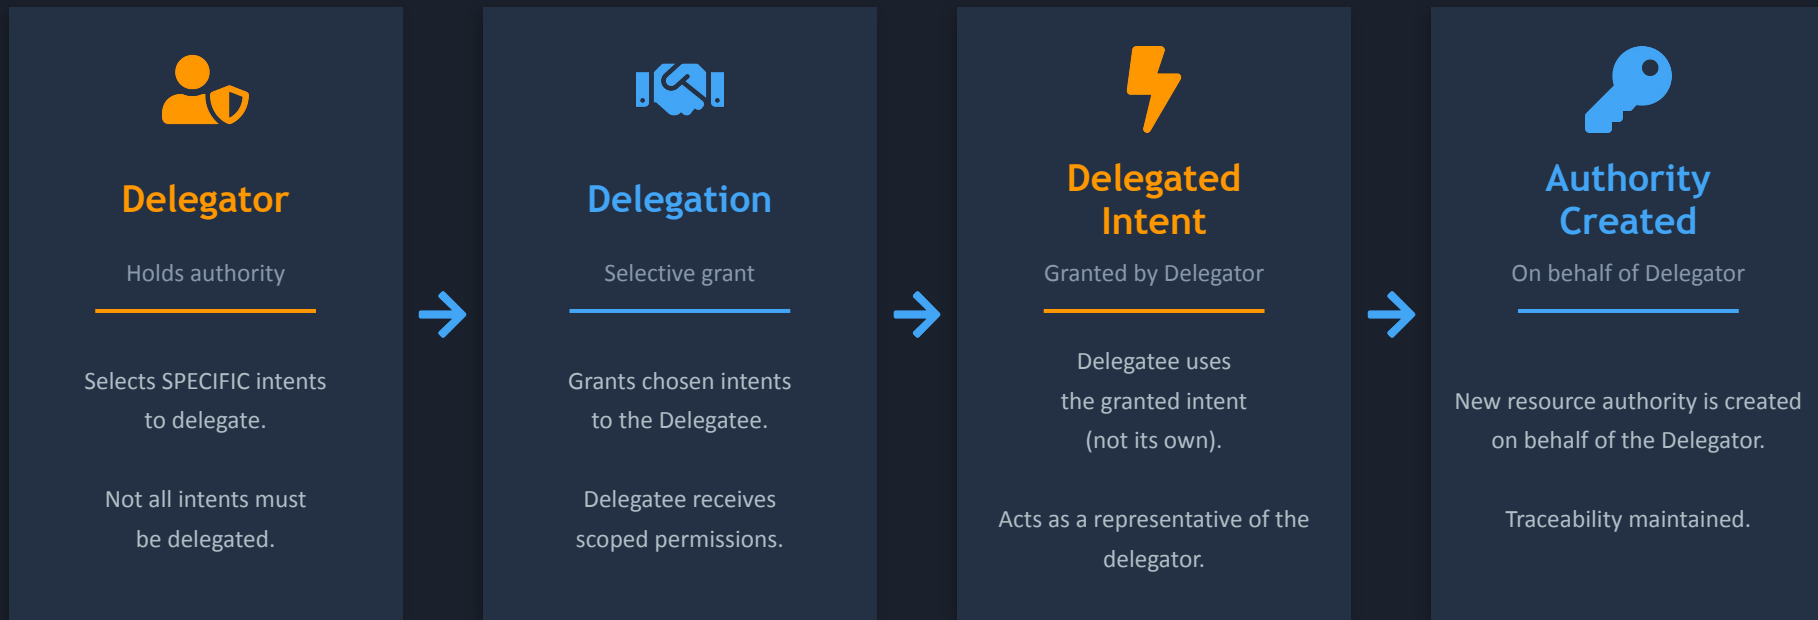 Delegator
Holds authority
Selects SPECIFIC intents
to delegate.
Not all intents must
be delegated.
Delegation
Selective grant
Grants chosen intents
to the Delegatee.
Delegatee receives
scoped permissions.
Delegated
Intent
Granted by Delegator
Delegatee uses
the granted intent
(not its own).
Acts as a representative of the
delegator.
Authority
Created
On behalf of Delegator
New resource authority is created
on behalf of the Delegator.
Traceability maintained.